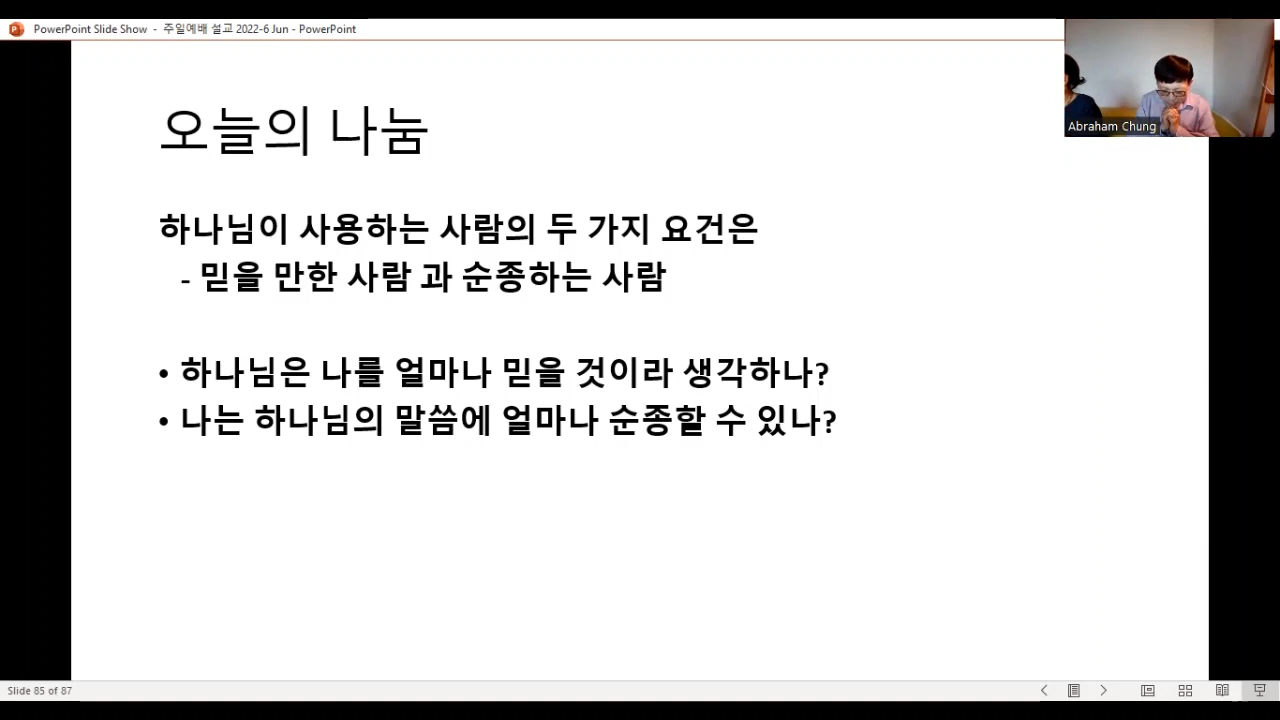 PowerPoint Slide Show - 주일예배 설교 2022-6 Jun - PowerPoint
Abraham Chung
오늘의 나눔
하나님이 사용하는 사람의 두 가지 요건은
- 믿을 만한 사람 과 순종하는 사람
• 하나님은 나를 얼마나 믿을 것이라 생각하나?
• 나는 하나님의 말씀에 얼마나 순종할 수 있나?
Slide 85 of 87